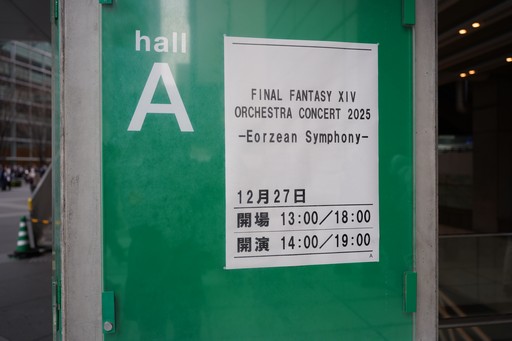 hall
A
FINAL FANTASY XIV
ORCHESTRA CONCERT 2025
-Eorzean Symphony-
12月27日
開場 13:00／18:00
開演 14:00／19:00
A